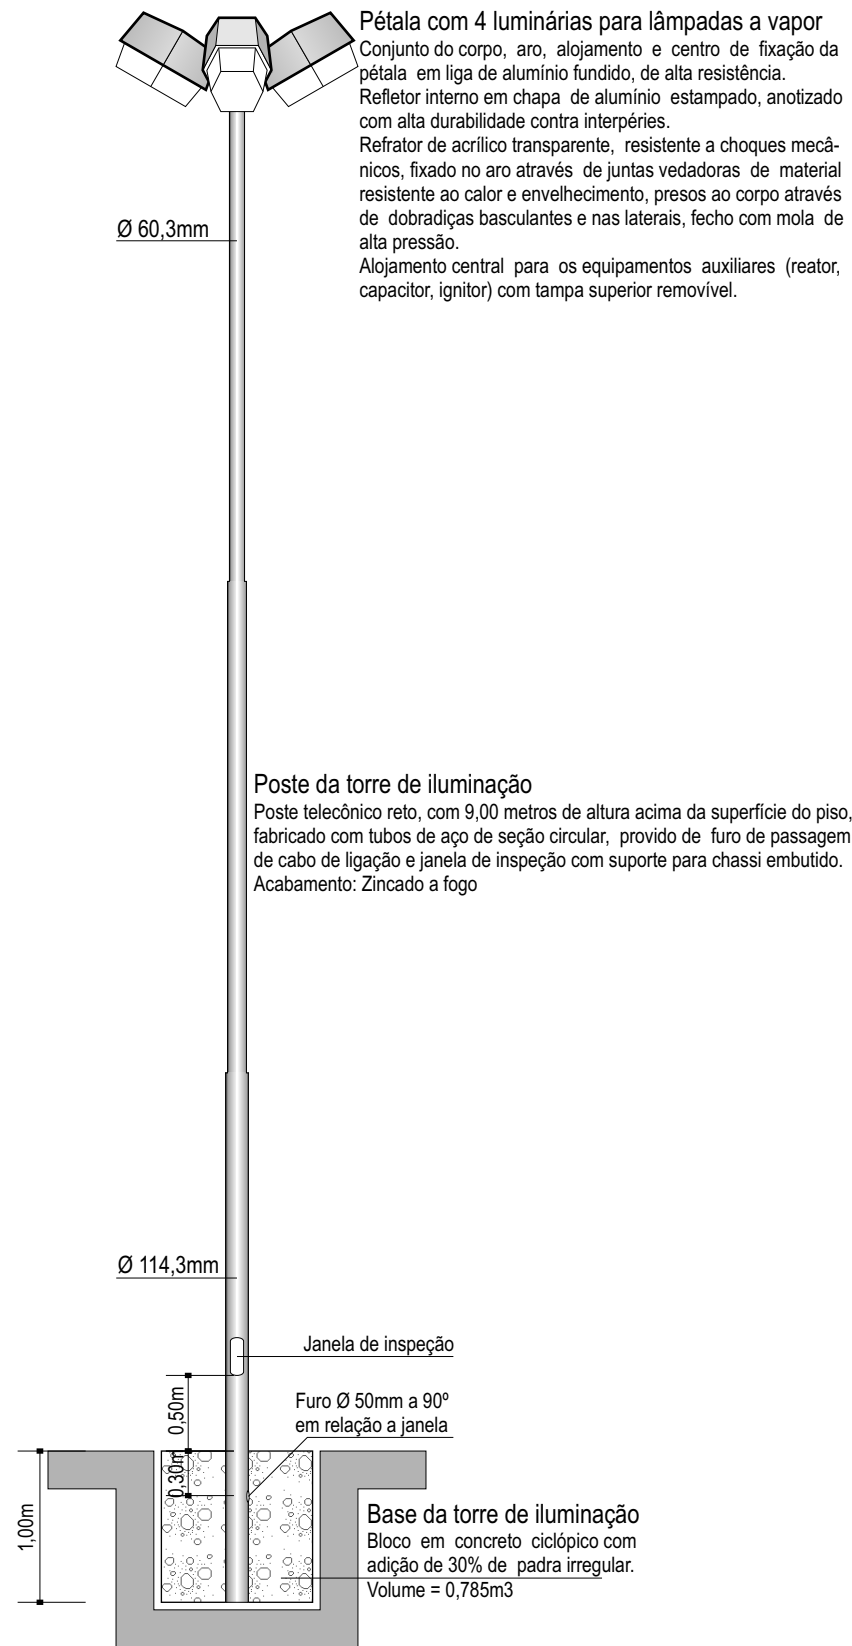 Pétala com 4 luminárias para lâmpadas a vapor
Conjunto do corpo, aro, alojamento e centro de fixação da
pétala em liga de alumínio fundido, de alta resistência.
Refletor interno em chapa de alumínio estampado, anotizado
com alta durabilidade contra interpéries.
Refrator de acrílico transparente, resistente a choques mecâ-
nicos, fixado no aro através de juntas vedadoras de material
resistente ao calor e envelhecimento, presos ao corpo através
de dobradiças basculantes e nas laterais, fecho com mola de
alta pressão.
Alojamento central para os equipamentos auxiliares (reator,
capacitor, ignitor) com tampa superior removível.
Ø 60,3mm
Poste da torre de iluminação
Poste telecônico reto, com 9,00 metros de altura acima da superfície do piso,
fabricado com tubos de aço de seção circular, provido de furo de passagem
de cabo de ligação e janela de inspeção com suporte para chassi embutido.
Acabamento: Zincado a fogo
Ø 114,3mm
Janela de inspeção
0,50m
Furo Ø 50mm a 90º
em relação a janela
0,30m
1,00m
Base da torre de iluminação
Bloco em concreto ciclópico com
adição de 30% de padra irregular.
Volume = 0,785m3